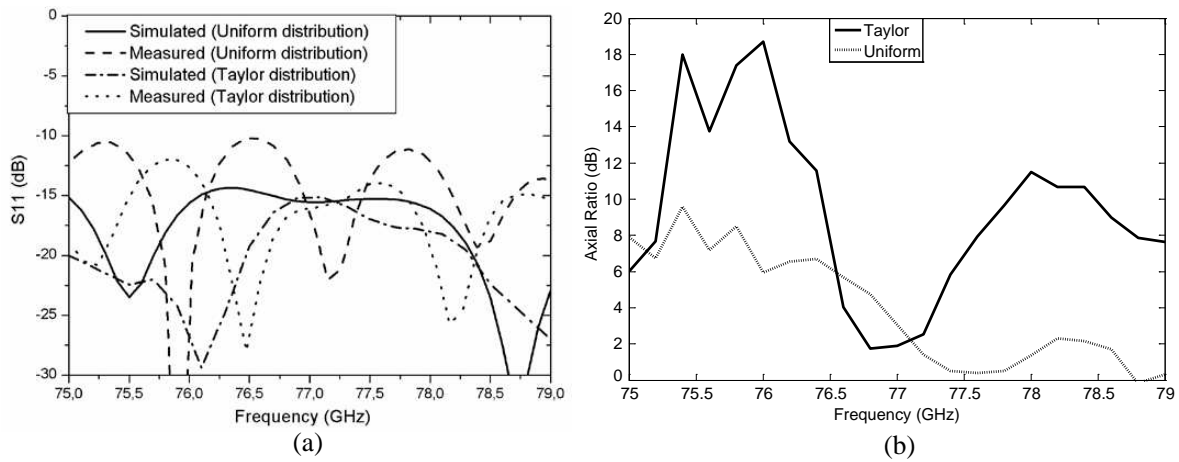 Simulated (Uniform distribution)
Measured (Uniform distribution)
Simulated (Taylor distribution)
Measured (Taylor distribution)
0
-5
-10
-15
-20
-25
-30
S11 (dB)
75,0 75,5 76,0 76,5 77,0 77,5 78,0 78,5 79,0
Frequency (GHz)
(a)
Taylor
Uniform
20
18
16
14
12
10
8
6
4
2
0
Axial Ratio (dB)
75 75.5 76 76.5 77 77.5 78 78.5 79
Frequency (GHz)
(b)